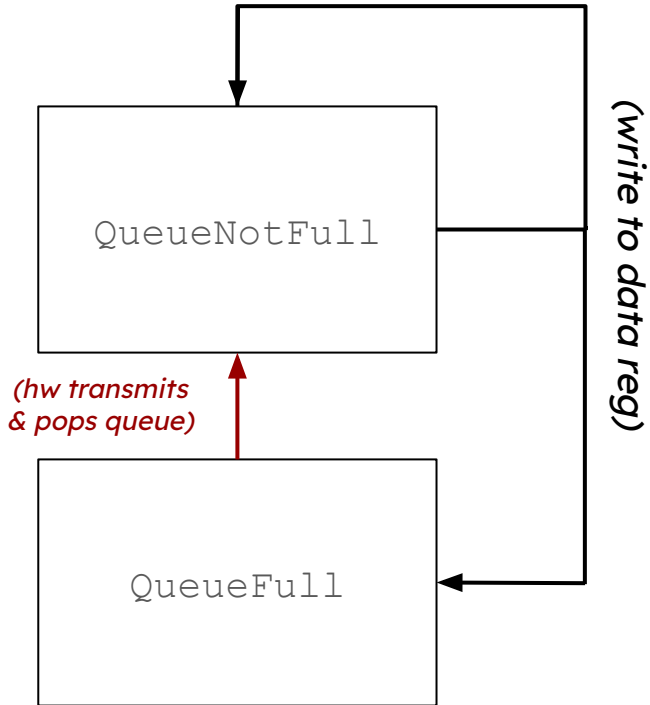 QueueNotFull
(write to data reg)
(hw transmits
& pops queue)
QueueFull